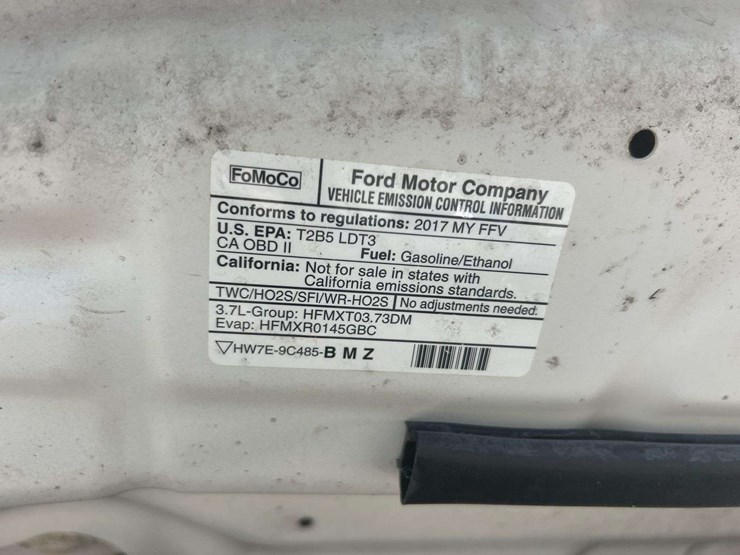 FoMoCo
Ford Motor Company
VEHICLE EMISSION CONTROL INFORMATION
Conforms to regulations: 2017 MY FFV
U.S. EPA: T2B5 LDT3
CA OBD II Fuel: Gasoline/Ethanol
California: Not for sale in states with
California emissions standards.
TWC/HO2S/SFI/WR-HO2S No adjustments needed.
3.7L-Group: HFMXT03.73DM
Evap: HFMXR0145GBC
HW7E-9C485-B M Z